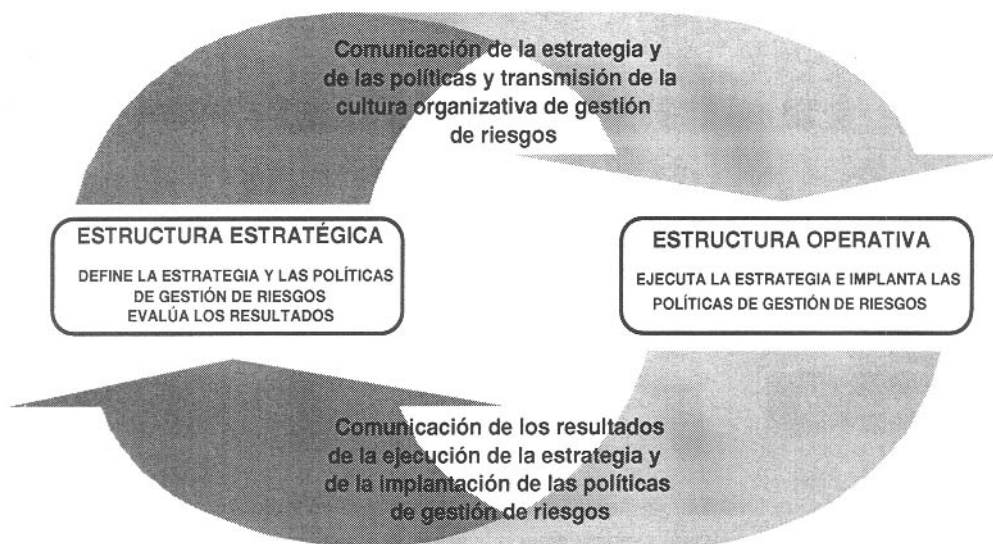 Comunicación de la estrategia y
de las políticas y transmisión de la
cultura organizativa de gestión
de riesgos
ESTRUCTURA ESTRATÉGICA
DEFINE LA ESTRATEGIA Y LAS POLÍTICAS
DE GESTIÓN DE RIESGOS
EVALÚA LOS RESULTADOS
ESTRUCTURA OPERATIVA
EJECUTA LA ESTRATEGIA E IMPLANTA LAS
POLÍTICAS DE GESTIÓN DE RIESGOS
Comunicación de los resultados
de la ejecución de la estrategia y
de la implantación de las políticas
de gestión de riesgos